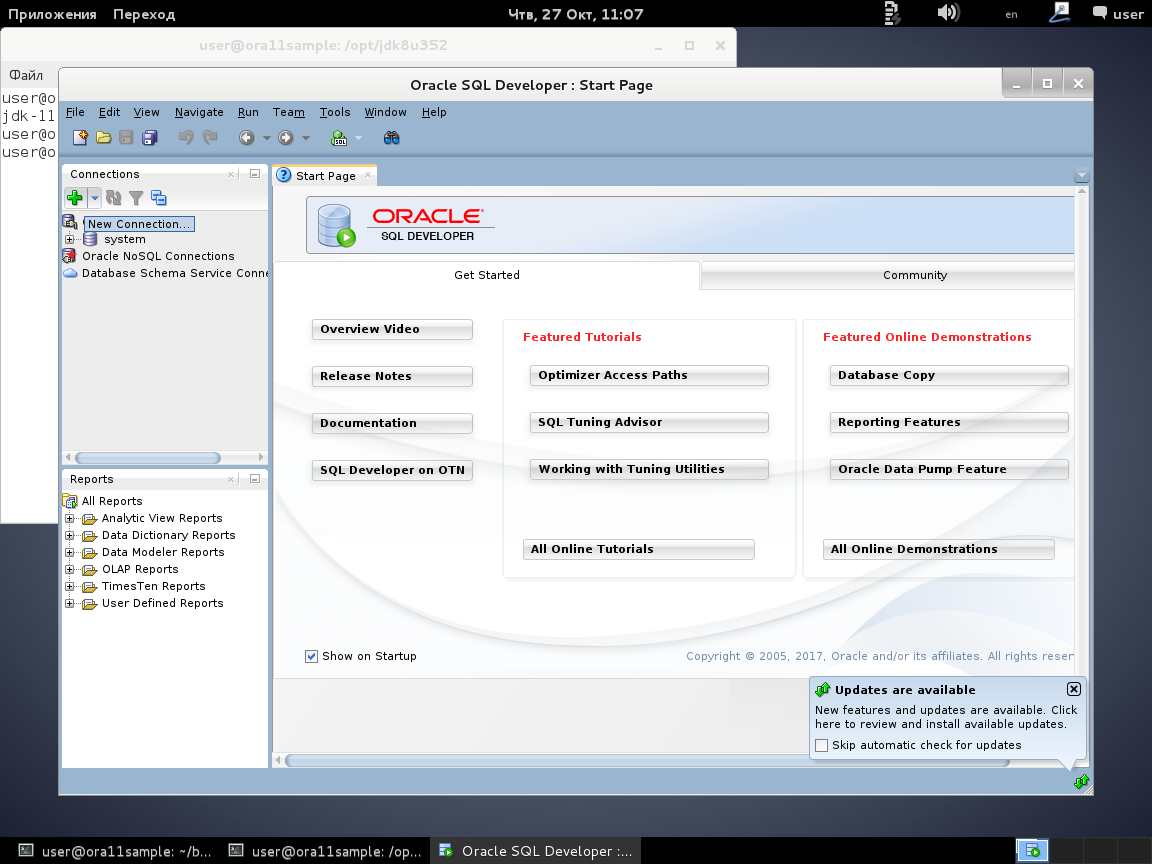 Приложения Переход Чтв, 27 Окт, 11:07 en user
user@ora11sample: /opt/jdk8u352
Файл
user@o
jdk-11
user@o
user@o
Oracle SQL Developer : Start Page
File Edit View Navigate Run Team Tools Window Help
SQL
Connections
New Connection...
system
Oracle NoSQL Connections
Database Schema Service Conne
Reports
All Reports
Analytic View Reports
Data Dictionary Reports
Data Modeler Reports
OLAP Reports
TimesTen Reports
User Defined Reports
Start Page
ORACLE
SQL DEVELOPER
Get Started Community
Overview Video
Release Notes
Documentation
SQL Developer on OTN
Featured Tutorials
Optimizer Access Paths
SQL Tuning Advisor
Working with Tuning Utilities
All Online Tutorials
Featured Online Demonstrations
Database Copy
Reporting Features
Oracle Data Pump Feature
All Online Demonstrations
Show on Startup
Copyright © 2005, 2017, Oracle and/or its affiliates. All rights reser
Updates are available
New features and updates are available. Click
here to review and install available updates.
Skip automatic check for updates
user@ora11sample: ~/b... user@ora11sample: /op... Oracle SQL Developer :...